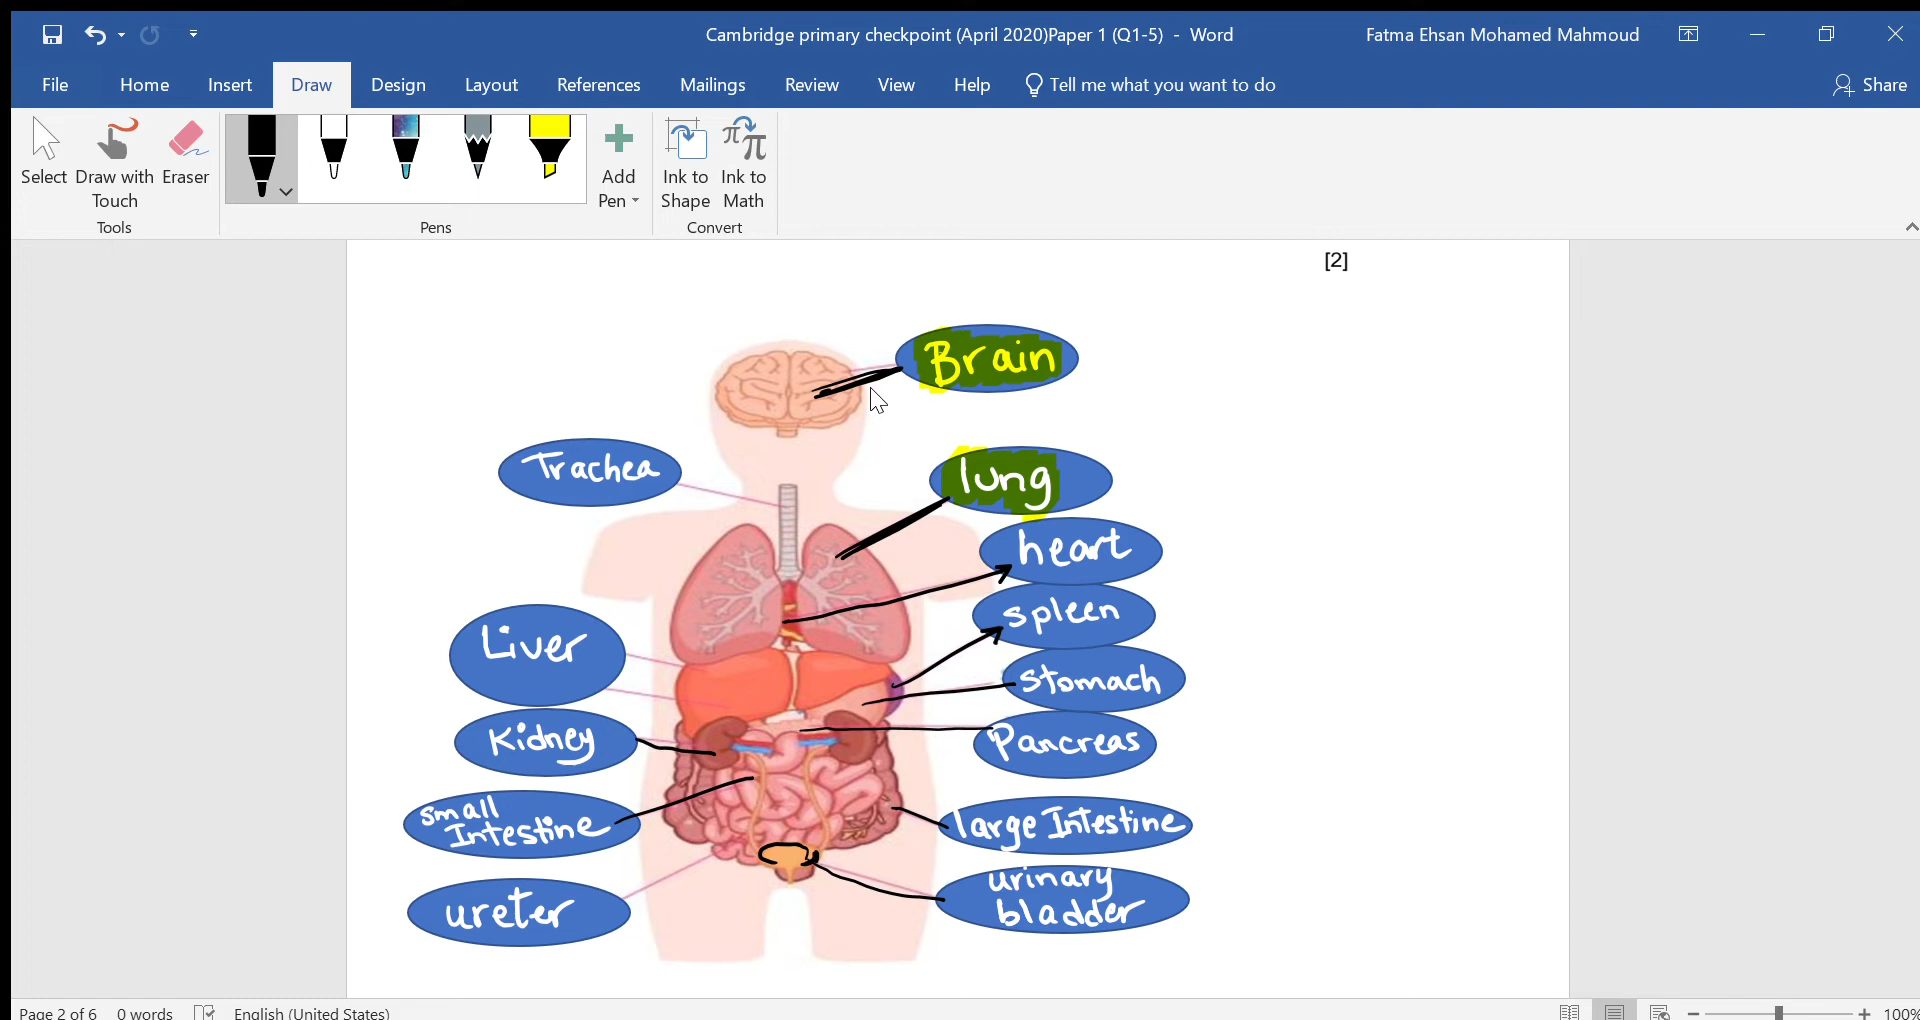 Cambridge primary checkpoint (April 2020)Paper 1 (Q1-5) - Word
Fatma Ehsan Mohamed Mahmoud
File Home Insert Draw Design Layout References Mailings Review View Help Tell me what you want to do Share
Select
Draw with Touch
Eraser
Add Pen
Ink to Shape
Ink to Math
Tools
Pens
Convert
[2]
Brain
Trachea
lung
heart
spleen
Liver
Stomach
Kidney
Pancreas
small
Intestine
large Intestine
ureter
urinary
bladder
Page 2 of 6 0 words English (United States) 100%